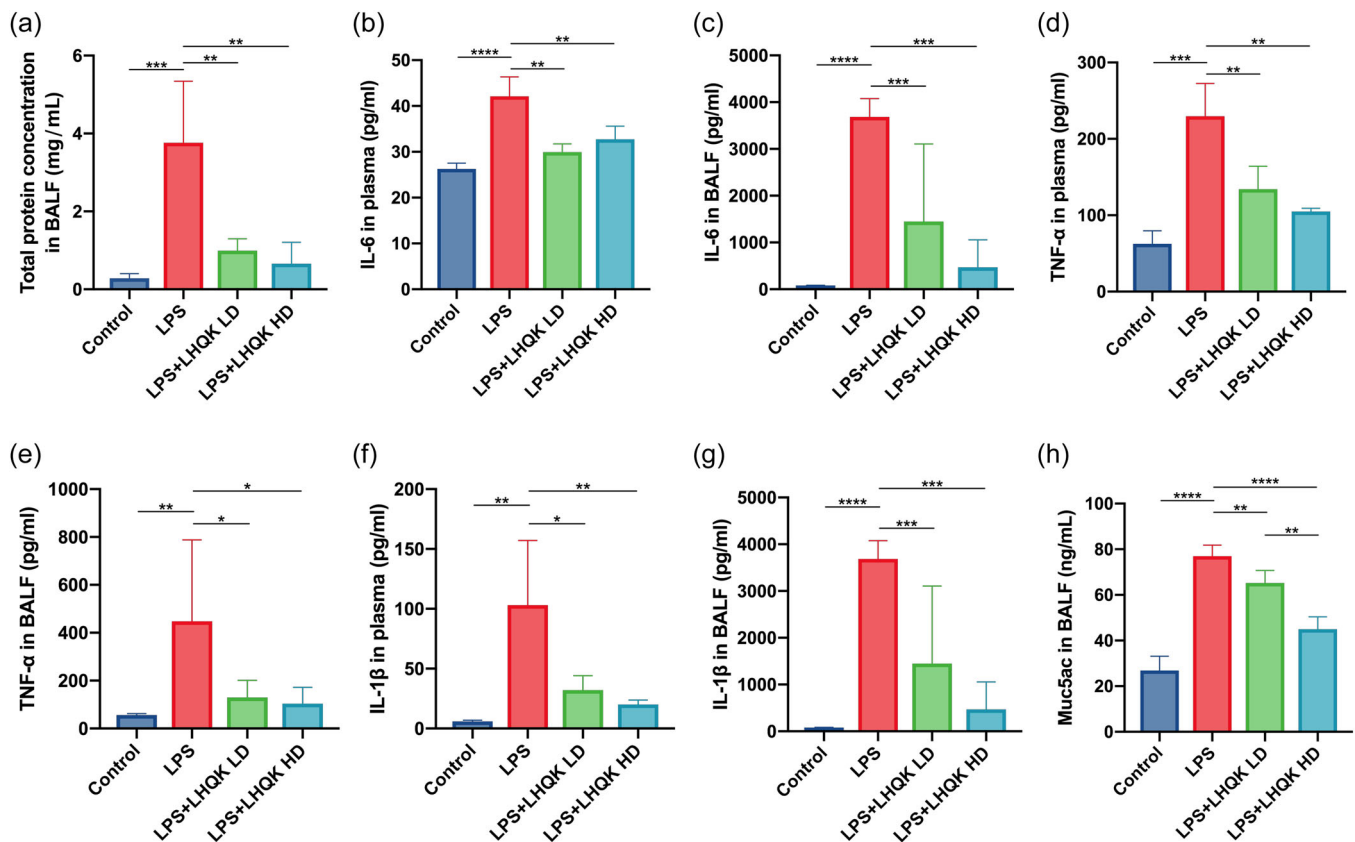 (a)
Total protein concentration
in BALF (mg/mL)
6
4
2
0
***
**
**
Control
LPS
LPS+LHQK LD
LPS+LHQK HD
(b)
IL-6 in plasma (pg/ml)
50
40
30
20
10
0
****
**
**
Control
LPS
LPS+LHQK LD
LPS+LHQK HD
(c)
IL-6 in BALF (pg/ml)
5000
4000
3000
2000
1000
0
****
***
***
Control
LPS
LPS+LHQK LD
LPS+LHQK HD
(d)
TNF-α in plasma (pg/ml)
300
200
100
0
***
**
**
Control
LPS
LPS+LHQK LD
LPS+LHQK HD
(e)
TNF-α in BALF (pg/ml)
1000
800
600
400
200
0
**
*
*
Control
LPS
LPS+LHQK LD
LPS+LHQK HD
(f)
IL-1β in plasma (pg/ml)
200
150
100
50
0
**
**
*
Control
LPS
LPS+LHQK LD
LPS+LHQK HD
(g)
IL-1β in BALF (pg/ml)
5000
4000
3000
2000
1000
0
****
***
***
Control
LPS
LPS+LHQK LD
LPS+LHQK HD
(h)
Muc5ac in BALF (ng/mL)
100
80
60
40
20
0
****
****
**
**
Control
LPS
LPS+LHQK LD
LPS+LHQK HD